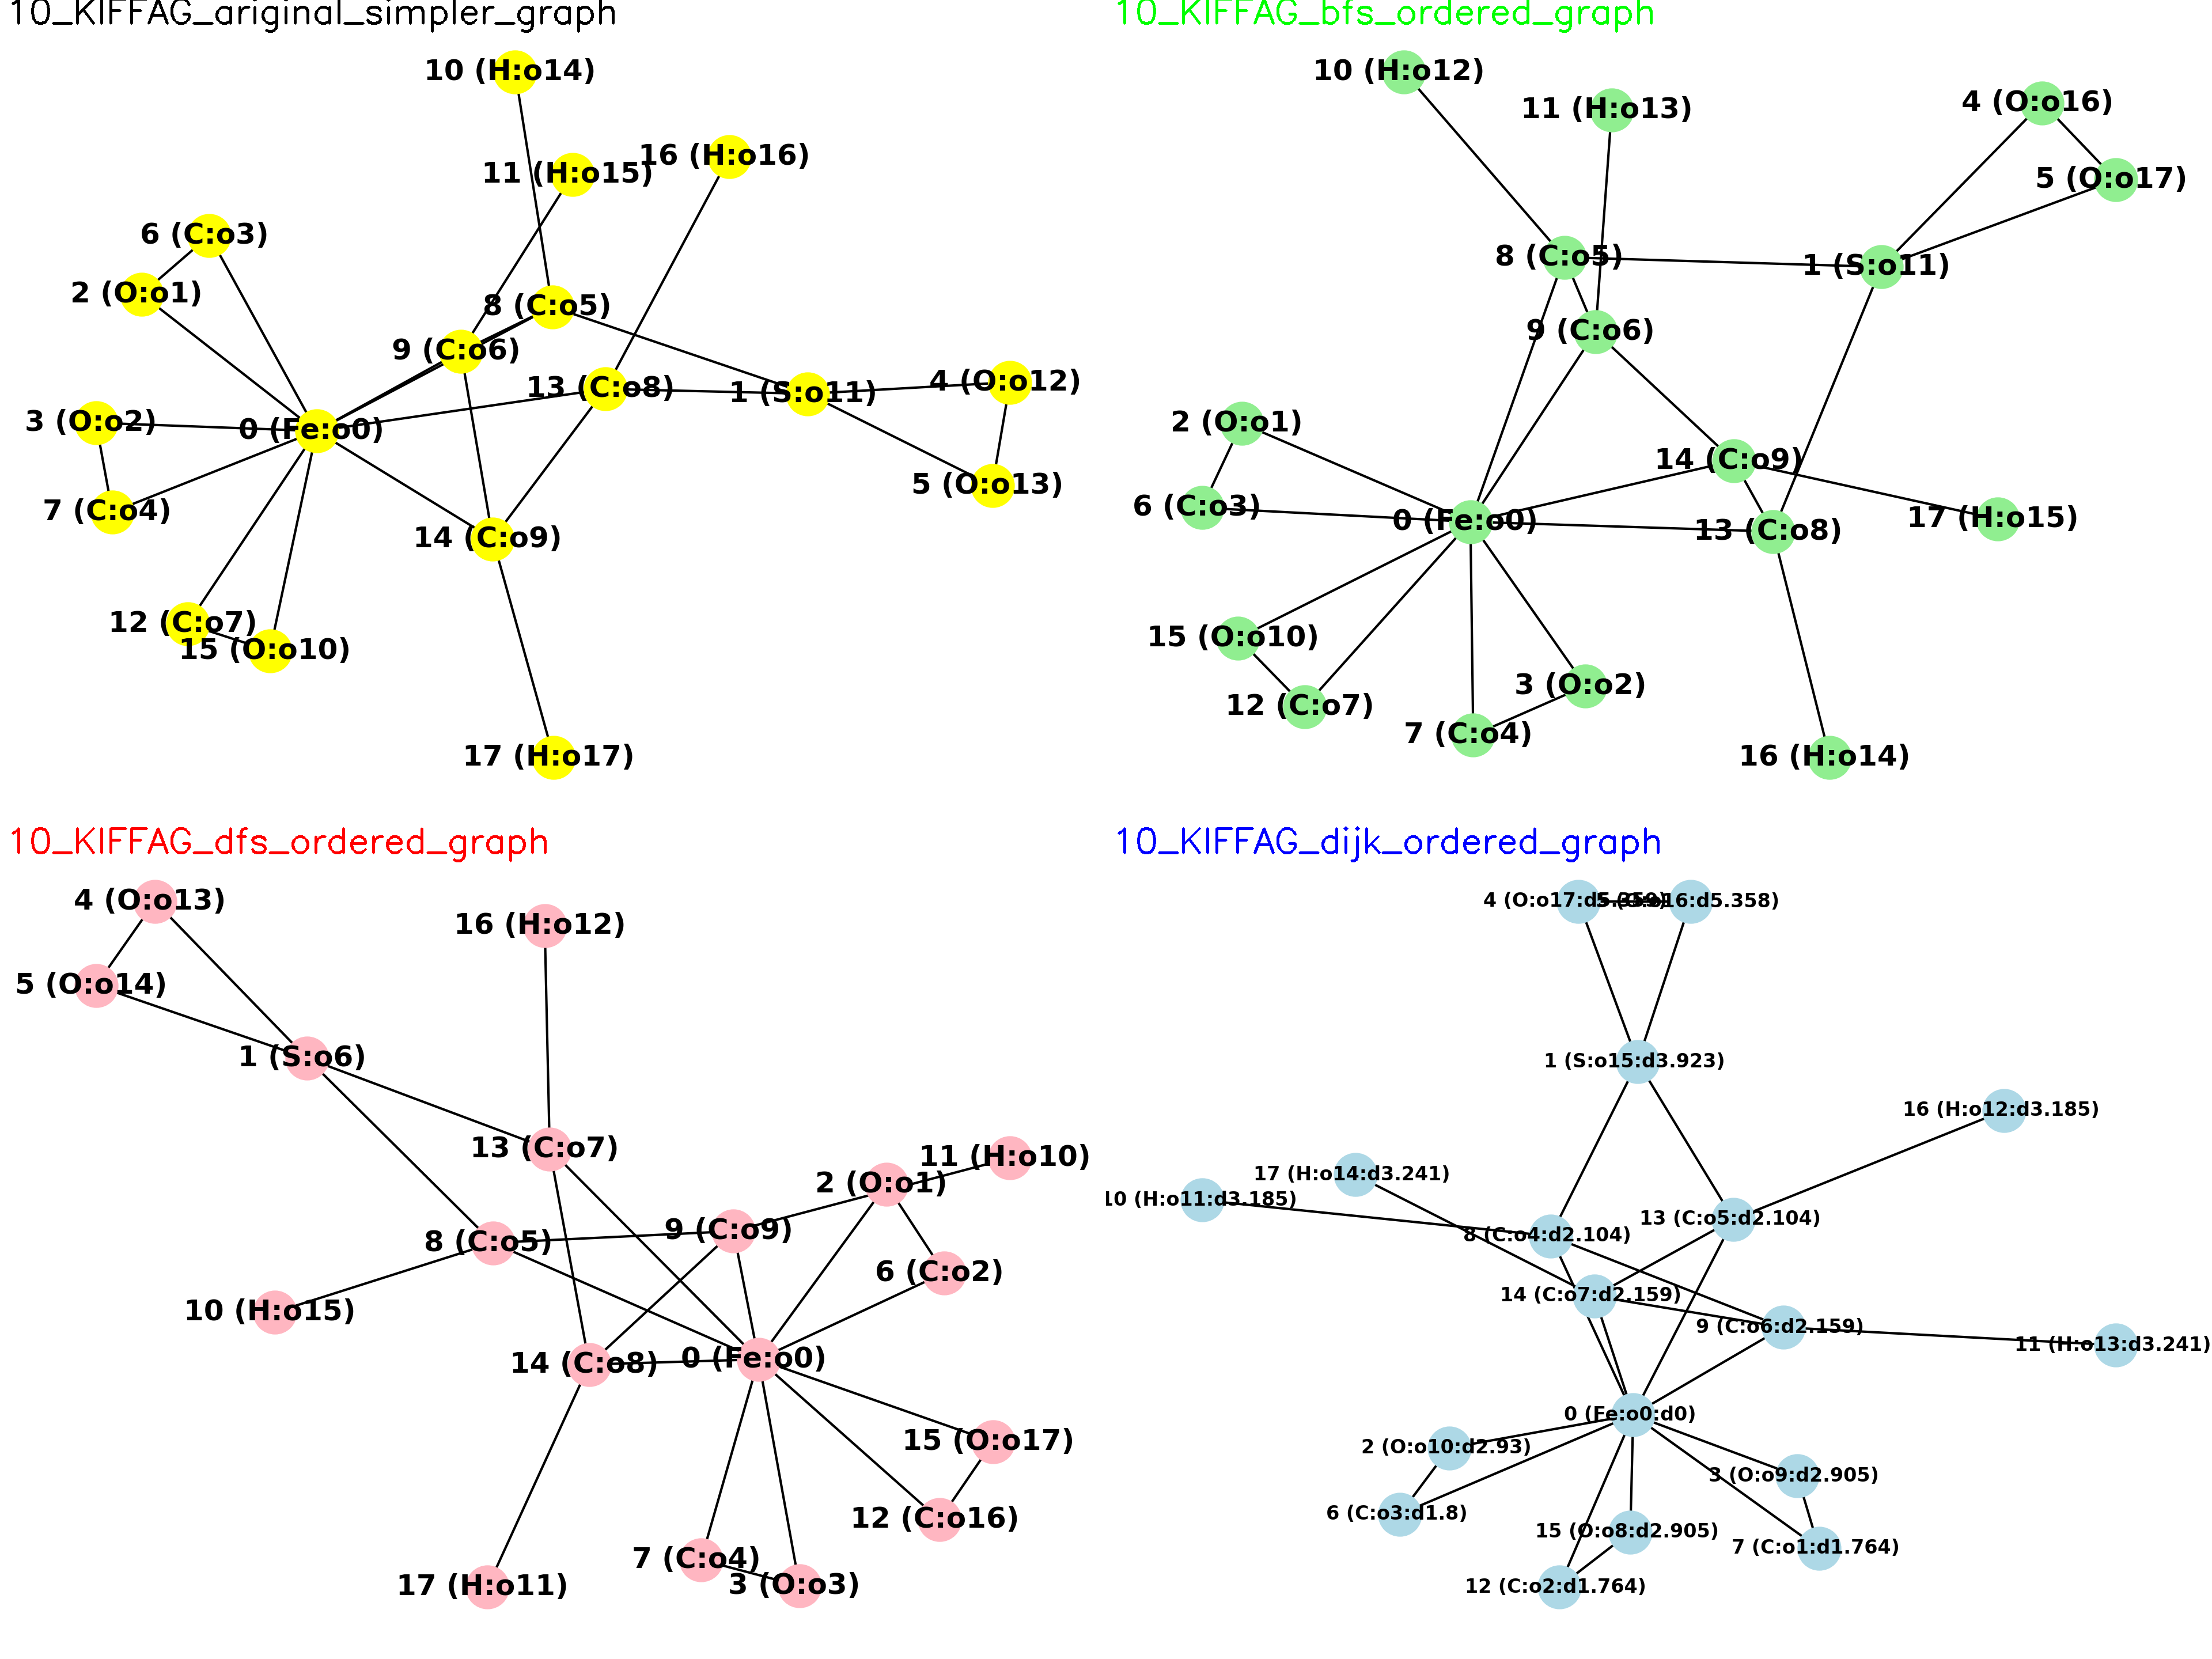 10_KIFFAG_ariginal_simpler_graph
10 (H:o14)
16 (H:o16)
11 (H:o15)
6 (C:o3)
2 (O:o1)
8 (C:o5)
9 (C:o6)
13 (C:o8)
1 (S:o11)
4 (O:o12)
3 (O:o2)
0 (Fe:o0)
5 (O:o13)
7 (C:o4)
14 (C:o9)
12 (C:o7)
15 (O:o10)
17 (H:o17)
10_KIFFAG_bfs_ordered_graph
10 (H:o12)
11 (H:o13)
4 (O:o16)
5 (O:o17)
8 (C:o5)
1 (S:o11)
9 (C:o6)
2 (O:o1)
14 (C:o9)
6 (C:o3)
0 (Fe:o0)
17 (H:o15)
13 (C:o8)
15 (O:o10)
3 (O:o2)
12 (C:o7)
7 (C:o4)
16 (H:o14)
10_KIFFAG_dfs_ordered_graph
4 (O:o13)
16 (H:o12)
5 (O:o14)
1 (S:o6)
13 (C:o7)
11 (H:o10)
2 (O:o1)
9 (C:o9)
8 (C:o5)
6 (C:o2)
10 (H:o15)
14 (C:o8)
0 (Fe:o0)
15 (O:o17)
12 (C:o16)
7 (C:o4)
3 (O:o3)
17 (H:o11)
10_KIFFAG_dijk_ordered_graph
4 (O:o17:d5.359)
5 (O:o16:d5.358)
1 (S:o15:d3.923)
16 (H:o12:d3.185)
17 (H:o14:d3.241)
10 (H:o11:d3.185)
13 (C:o5:d2.104)
8 (C:o4:d2.104)
14 (C:o7:d2.159)
9 (C:o6:d2.159)
11 (H:o13:d3.241)
0 (Fe:o0:d0)
2 (O:o10:d2.93)
3 (O:o9:d2.905)
6 (C:o3:d1.8)
15 (O:o8:d2.905)
7 (C:o1:d1.764)
12 (C:o2:d1.764)